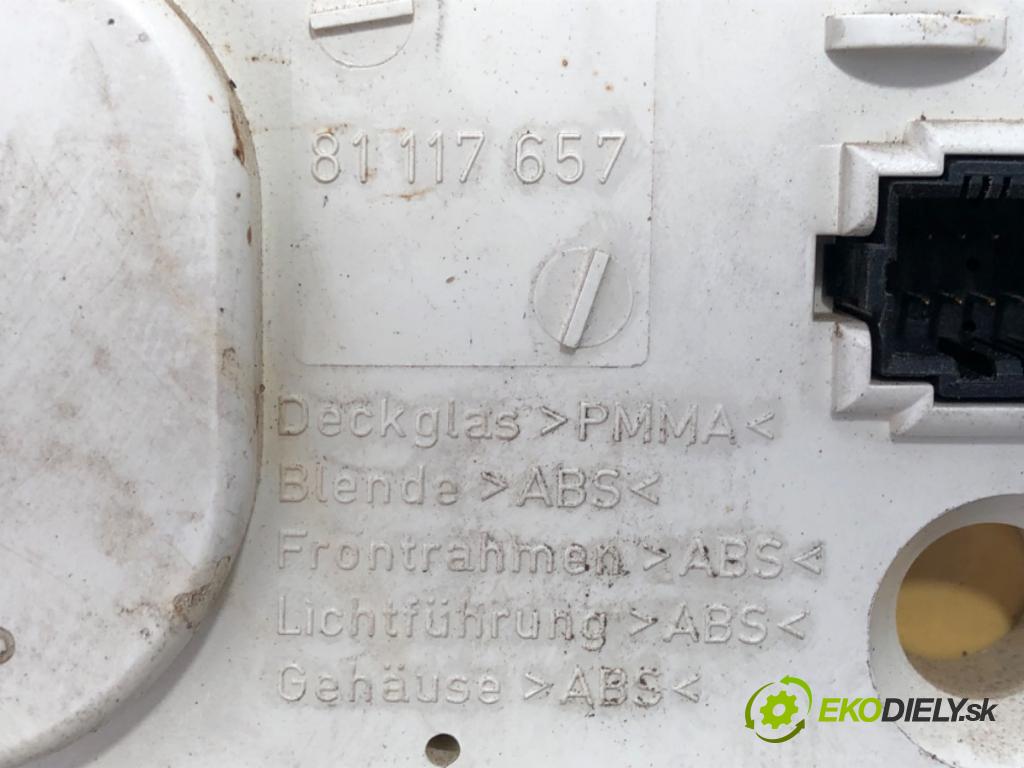 81 117 657
Deckglas >PMMA<
Blende >ABS<
Frontrahmen >ABS<
Lichtführung >ABS<
Gehäuse >ABS<
EKODIELY.sk